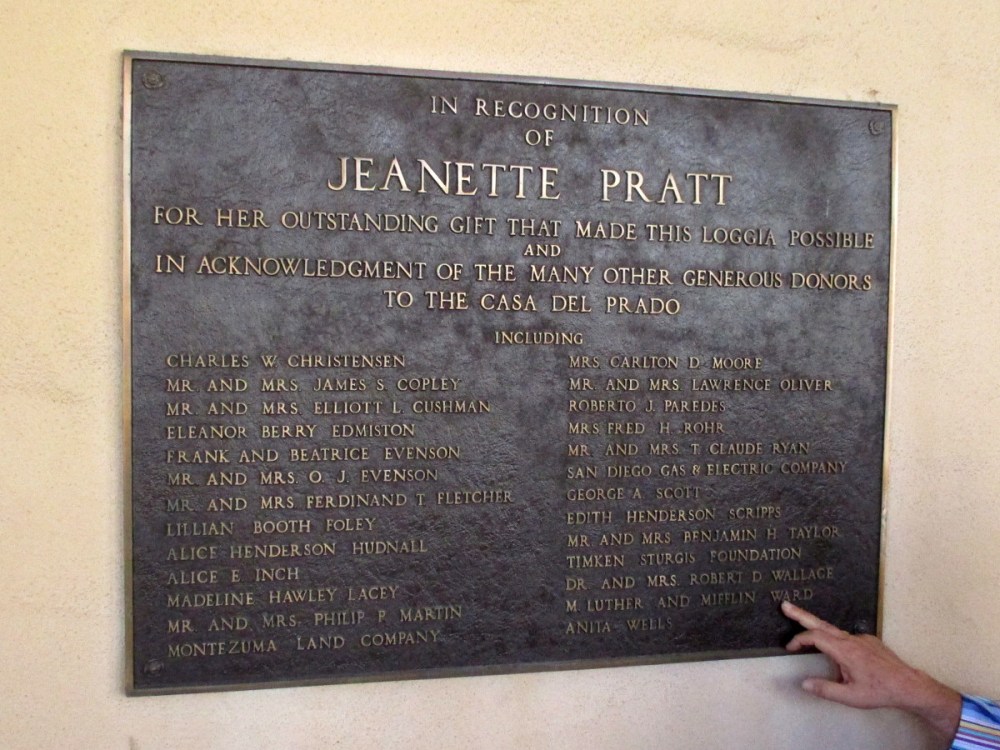 IN RECOGNITION
OF
JEANETTE PRATT
FOR HER OUTSTANDING GIFT THAT MADE THIS LOGGIA POSSIBLE
AND
IN ACKNOWLEDGMENT OF THE MANY OTHER GENEROUS DONORS
TO THE CASA DEL PRADO
INCLUDING
CHARLES W CHRISTENSEN
MR. AND MRS. JAMES S COPLEY
MR. AND MRS. ELLIOTT L. CUSHMAN
ELEANOR BERRY EDMISTON
FRANK AND BEATRICE EVENSON
MR. AND MRS. O. J. EVENSON
MR. AND MRS FERDINAND T. FLETCHER
LILLIAN BOOTH FOLEY
ALICE HENDERSON HUDNALL
ALICE E INCH
MADELINE HAWLEY LACEY
MR. AND MRS. PHILIP P. MARTIN
MONTEZUMA LAND COMPANY
MRS. CARLTON D. MOORE
MR. AND MRS. LAWRENCE OLIVER
ROBERTO J. PAREDES
MRS FRED H. ROHR
MR. AND MRS. T CLAUDE RYAN
SAN DIEGO GAS & ELECTRIC COMPANY
GEORGE A SCOTT
EDITH HENDERSON SCRIPPS
MR. AND MRS BENJAMIN H TAYLOR
TIMKEN STURGIS FOUNDATION
DR. AND MRS. ROBERT D WALLACE
M. LUTHER AND MIFFLIN WARD
ANITA WELLS